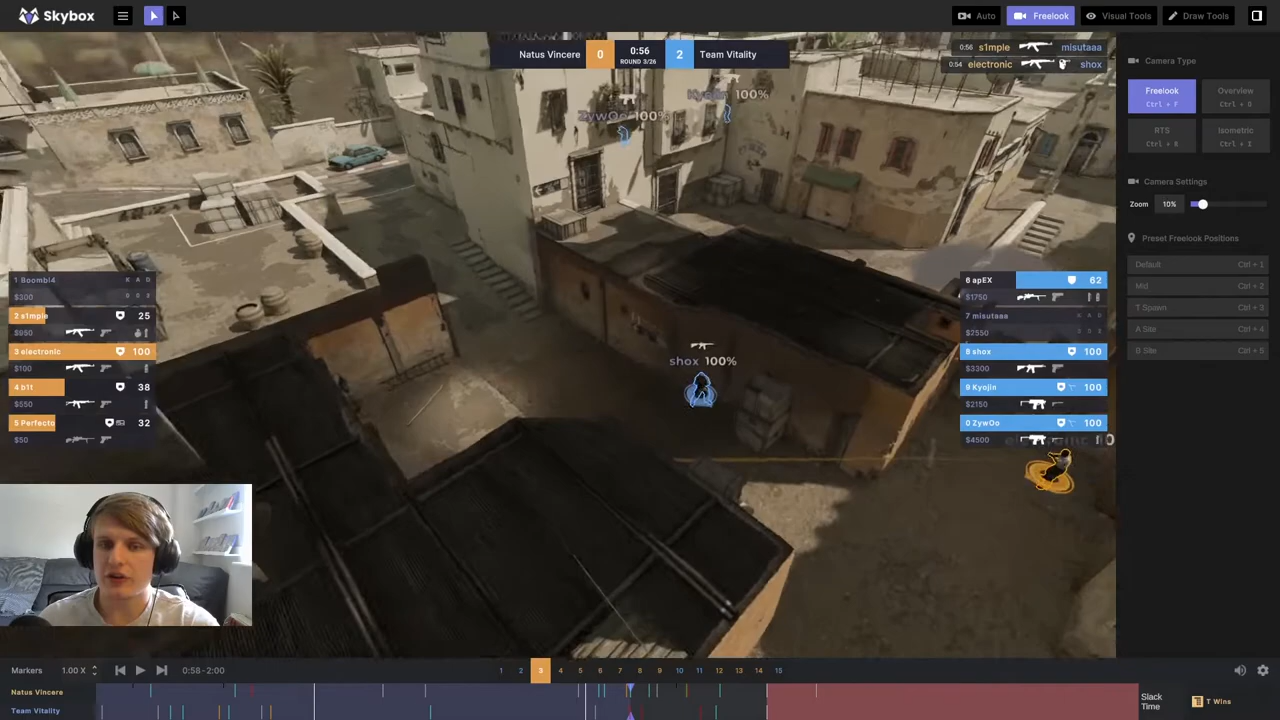 Skybox
Auto
Freelook
Visual Tools
Draw Tools
Natus Vincere 0 0:56 ROUND 3/26 2 Team Vitality
0:56 s1mple misutaaa
0:54 electronic shox
Kyojin 100%
ZywOo 100%
shox 100%
Camera Type
Freelook Overview
Ctrl + F
RTS Isometric
Ctrl + R Ctrl + I
Camera Settings
Zoom 10%
Preset Freelook Positions
Default Ctrl + 1
Mid Ctrl + 2
T Spawn Ctrl + 3
A Site Ctrl + 4
B Site Ctrl + 5
1 Boombl4 K A D
$300
2 s1mple 25
$950
3 electronic 100
$100
4 b1t 38
$550
5 Perfecto 32
$50
6 apEX 62
$1750
7 misutaaa K A D
$2550
8 shox 100
$3300
9 Kyojin 100
$2150
0 ZywOo 100
$4500
Markers 1.00 X 0:58-2:00 1 2 3 4 5 6 7 8 9 10 11 12 13 14 15
Natus Vincere
Team Vitality
Slack Time
T Wins